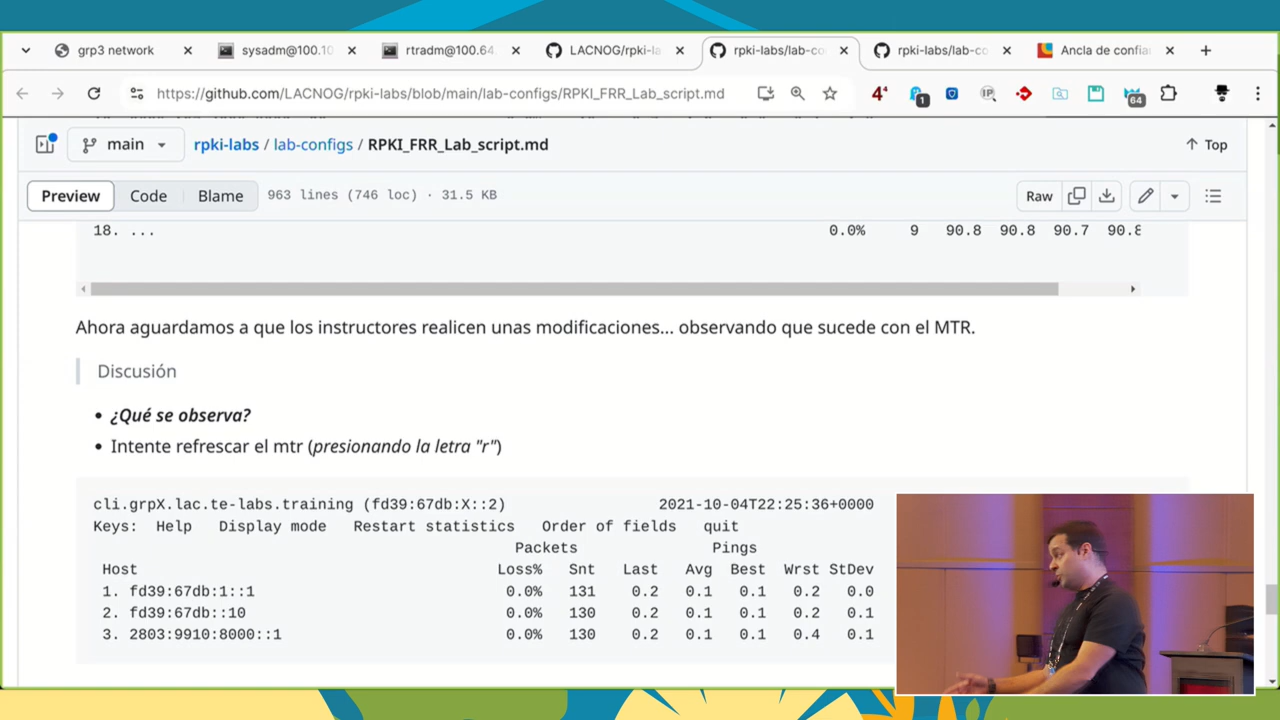 grp3 network
sysadm@100.10
rtradm@100.64
LACNOG/rpki-la
rpki-labs/lab-co
rpki-labs/lab-co
Ancla de confia
https://github.com/LACNOG/rpki-labs/blob/main/lab-configs/RPKI_FRR_Lab_script.md
4⁴
1
IP
64
main
rpki-labs / lab-configs / RPKI_FRR_Lab_script.md
Top
Preview
Code
Blame
963 lines (746 loc) · 31.5 KB
Raw
18. ... 0.0% 9 90.8 90.8 90.7 90.8
Ahora aguardamos a que los instructores realicen unas modificaciones... observando que sucede con el MTR.
Discusión
• ¿Qué se observa?
• Intente refrescar el mtr (presionando la letra "r")
cli.grpX.lac.te-labs.training (fd39:67db:X::2) 2021-10-04T22:25:36+0000
Keys: Help Display mode Restart statistics Order of fields quit
Packets Pings
Host Loss% Snt Last Avg Best Wrst StDev
1. fd39:67db:1::1 0.0% 131 0.2 0.1 0.1 0.2 0.0
2. fd39:67db::10 0.0% 130 0.2 0.1 0.1 0.2 0.1
3. 2803:9910:8000::1 0.0% 130 0.2 0.1 0.1 0.4 0.1